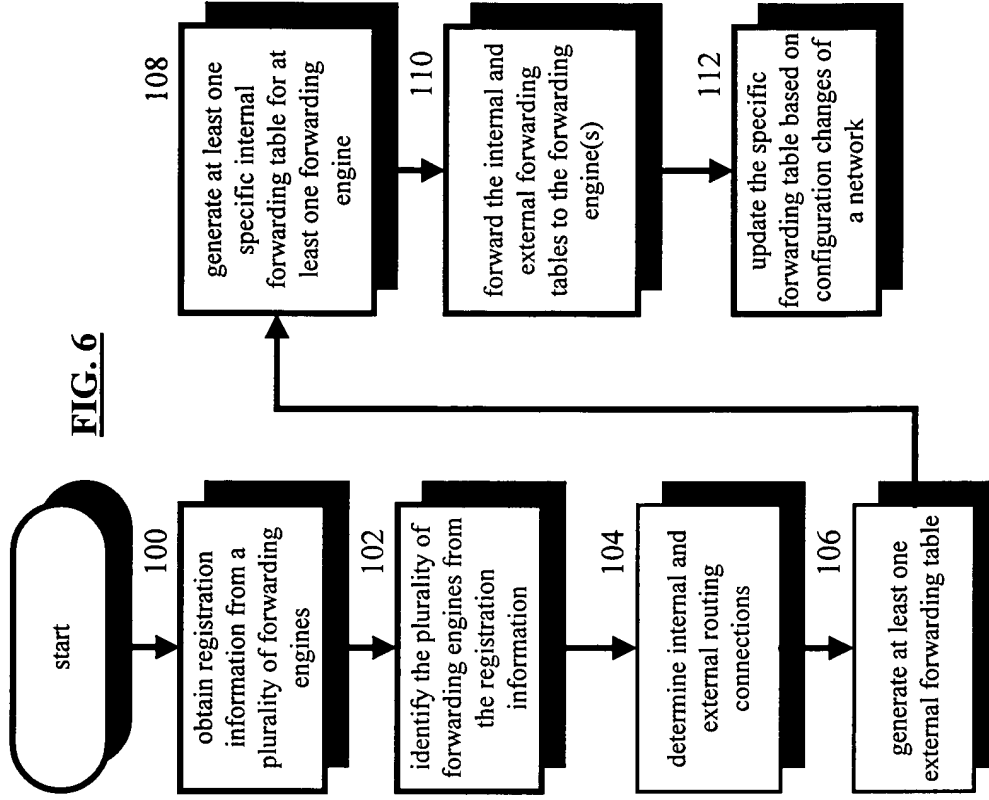 FIG. 6
start
100
obtain registration
information from a
plurality of forwarding
engines
102
identify the plurality of
forwarding engines from
the registration
information
104
determine internal and
external routing
connections
106
generate at least one
external forwarding table
108
generate at least one
specific internal
forwarding table for at
least one forwarding
engine
110
forward the internal and
external forwarding
tables to the forwarding
engine(s)
112
update the specific
forwarding table based on
configuration changes of
a network